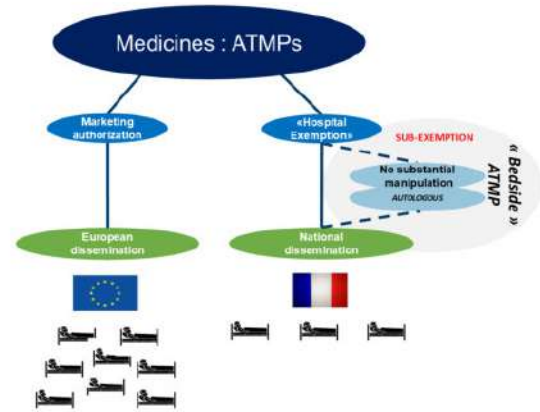 Medicines : ATMPs
Marketing
authorization
«Hospital
Exemption»
SUB-EXEMPTION
No substantial
manipulation
AUTOLOGOUS
« Bedside »
ATMP
European
dissemination
National
dissemination